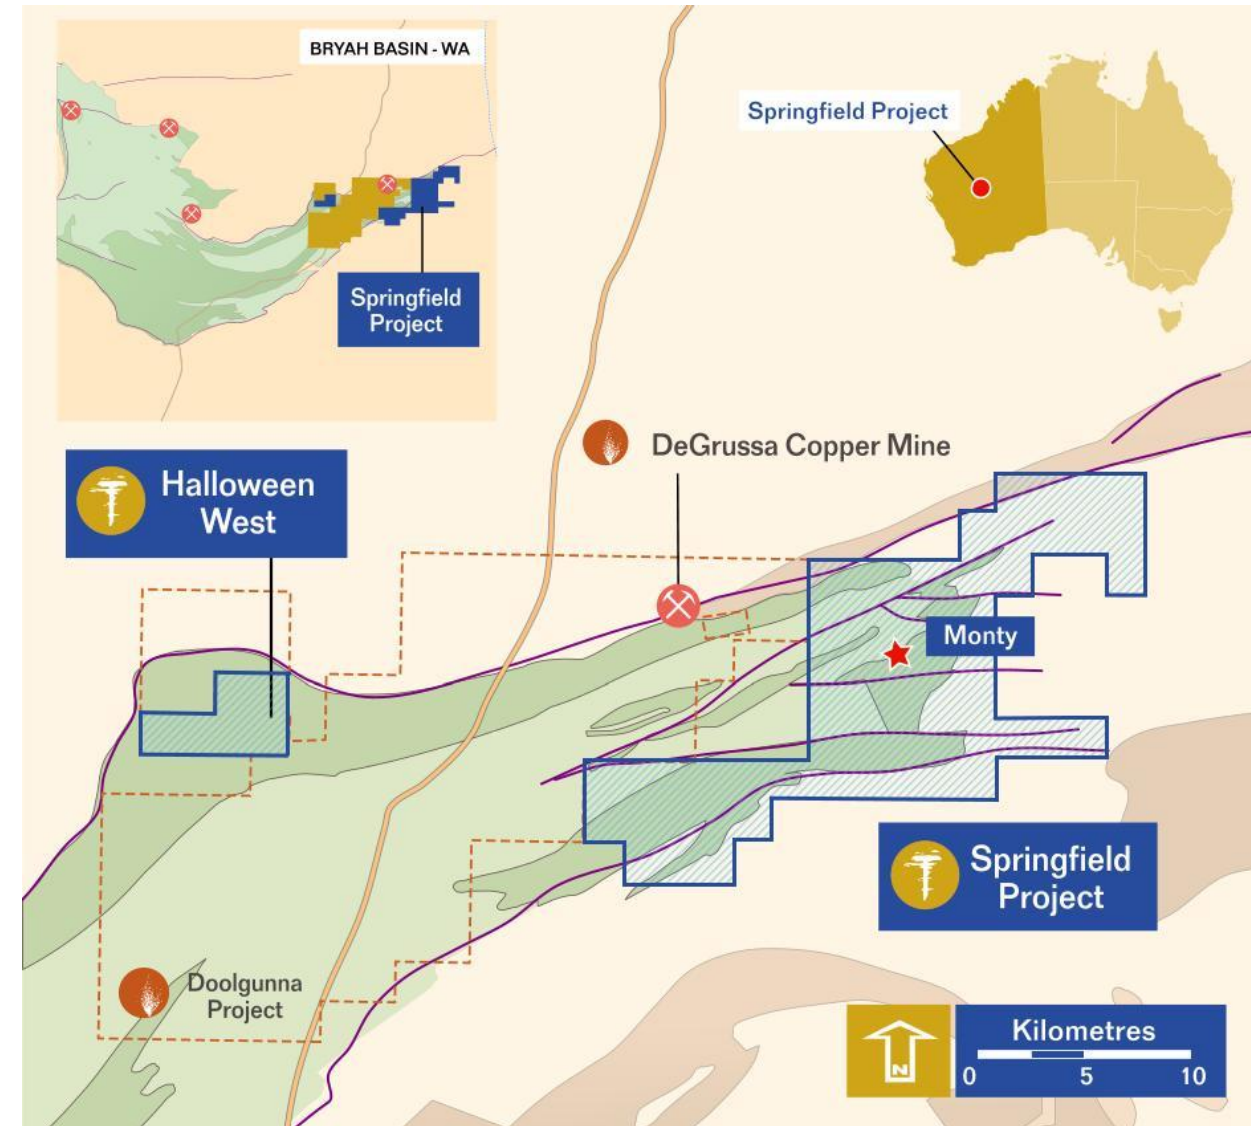 BRYAH BASIN - WA
Springfield
Project
Springfield Project
DeGrussa Copper Mine
Halloween
West
Monty
Springfield
Project
Doolgunna
Project
N
Kilometres
0 5 10